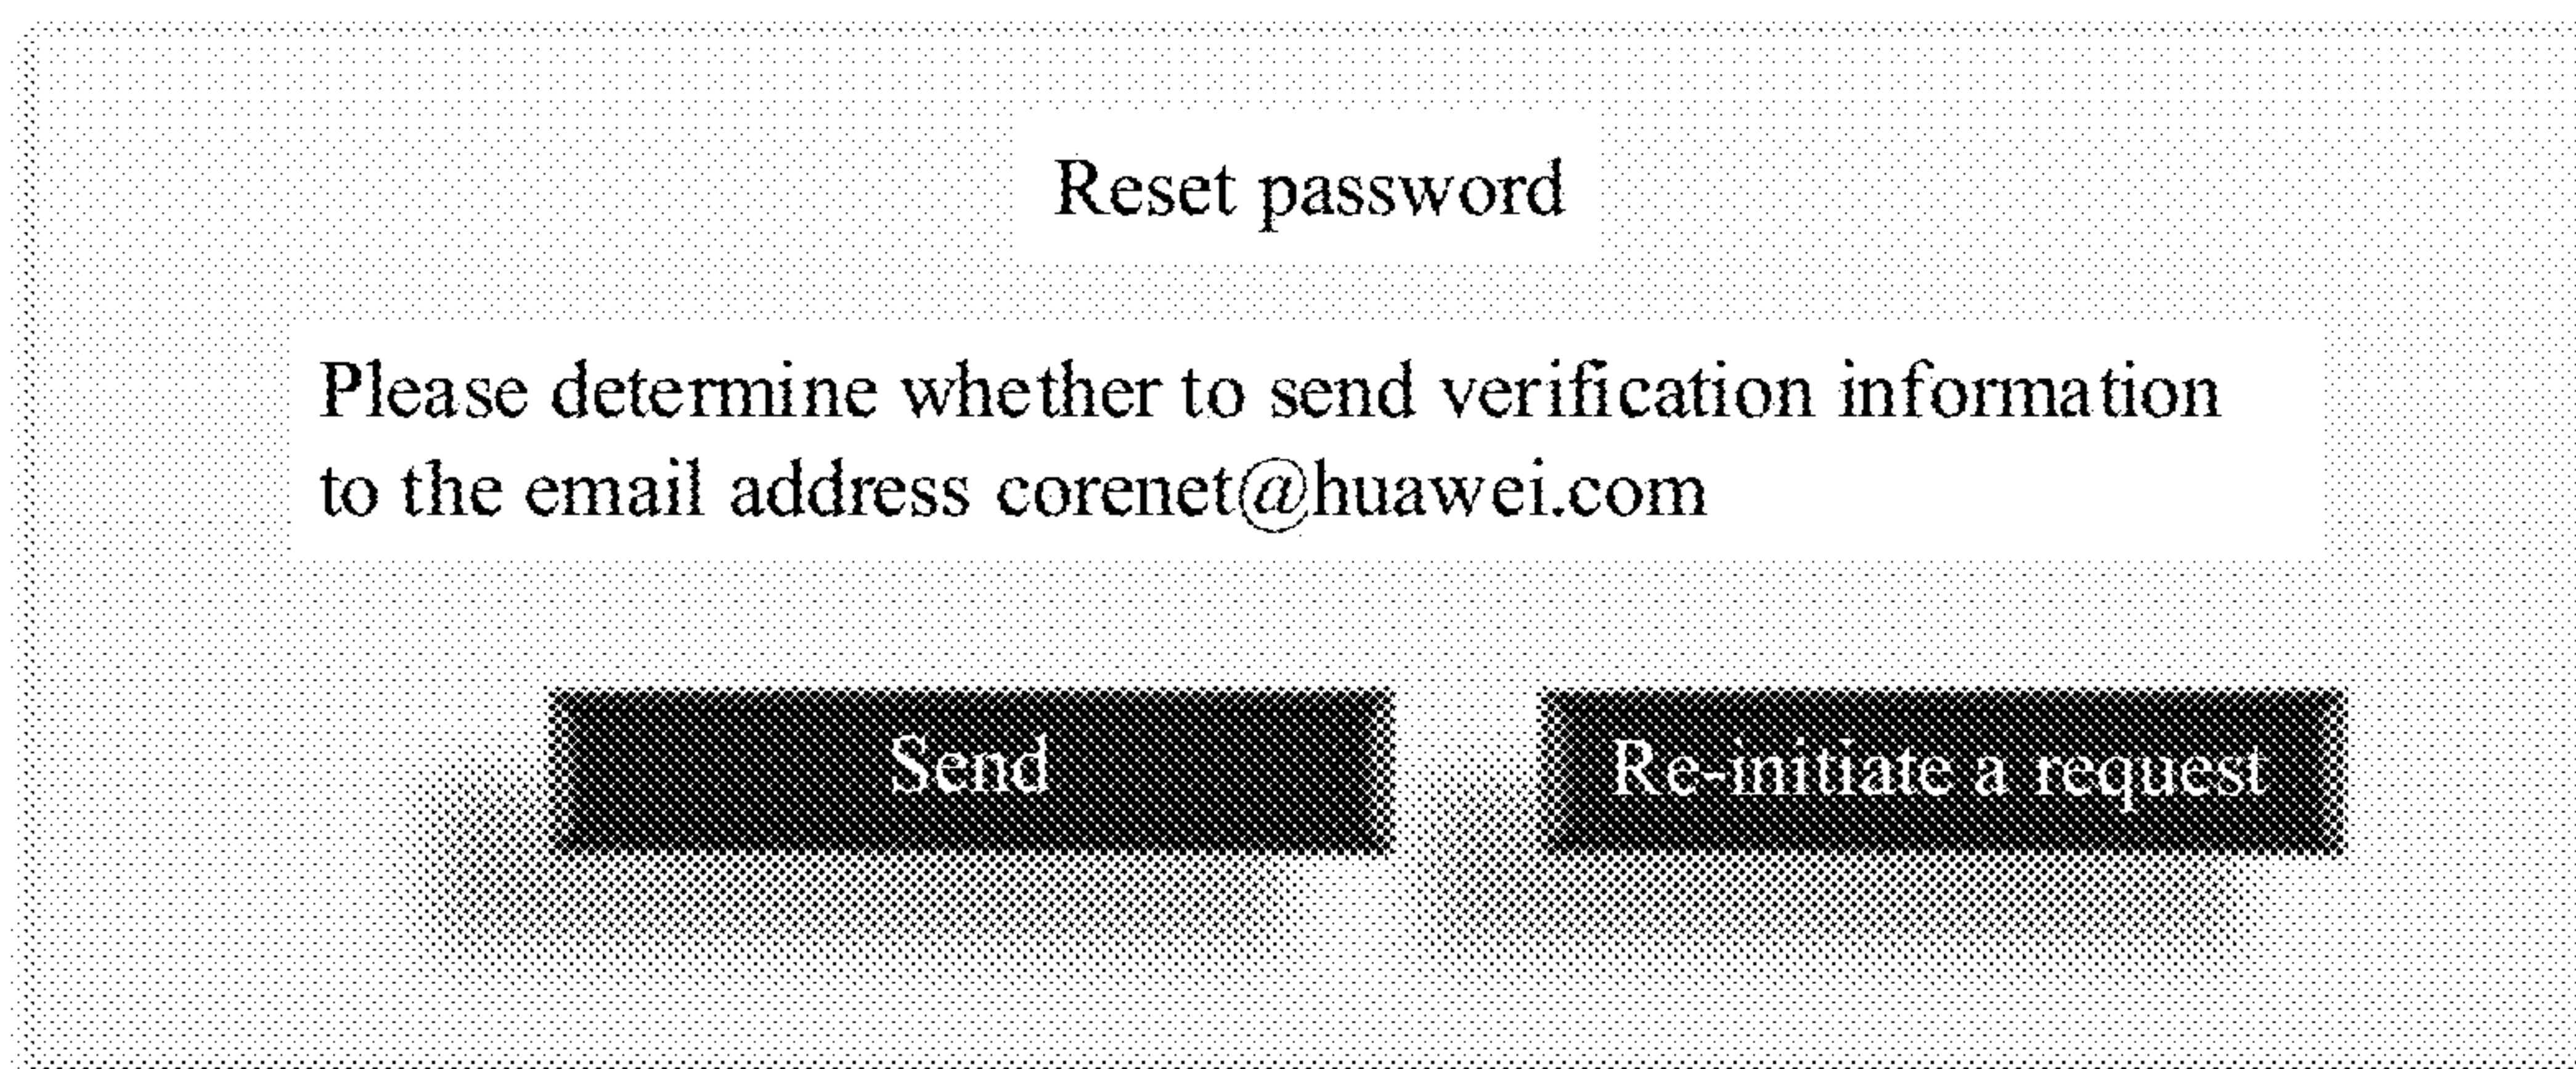 Reset password
Please determine whether to send verification information
to the email address corenet@huawei.com
Send
Re-initiate a request